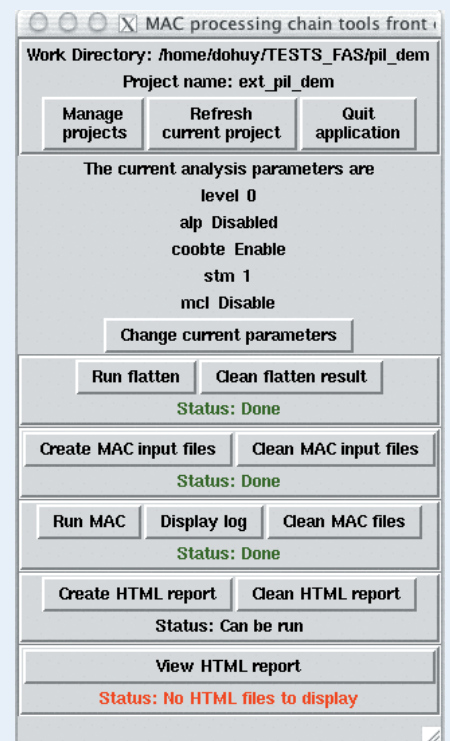 MAC processing chain tools front
Work Directory: /home/dohuy/TESTS_FAS/pil_dem
Project name: ext_pil_dem
Manage projects
Refresh current project
Quit application
The current analysis parameters are
level 0
alp Disabled
coobte Enable
stm 1
mcl Disable
Change current parameters
Run flatten Clean flatten result
Status: Done
Create MAC input files Clean MAC input files
Status: Done
Run MAC Display log Clean MAC files
Status: Done
Create HTML report Clean HTML report
Status: Can be run
View HTML report
Status: No HTML files to display